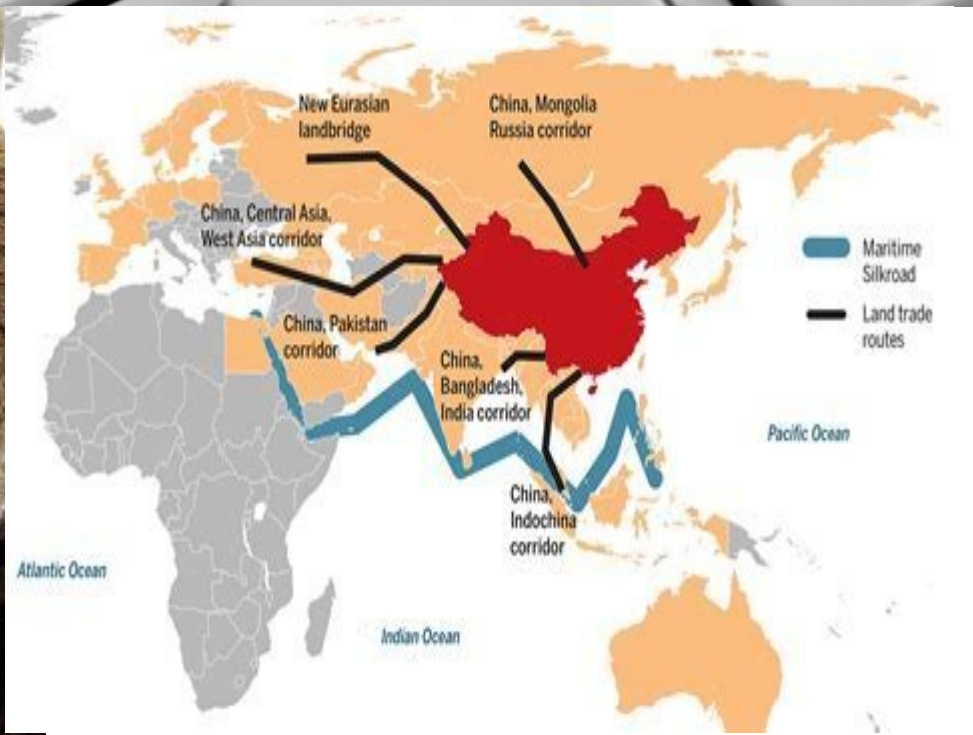 New Eurasian
landbridge
China, Mongolia
Russia corridor
China, Central Asia,
West Asia corridor
Maritime
Silkroad
China, Pakistan
corridor
Land trade
routes
China,
Bangladesh,
India corridor
Pacific Ocean
China,
Indochina
corridor
Atlantic Ocean
Indian Ocean